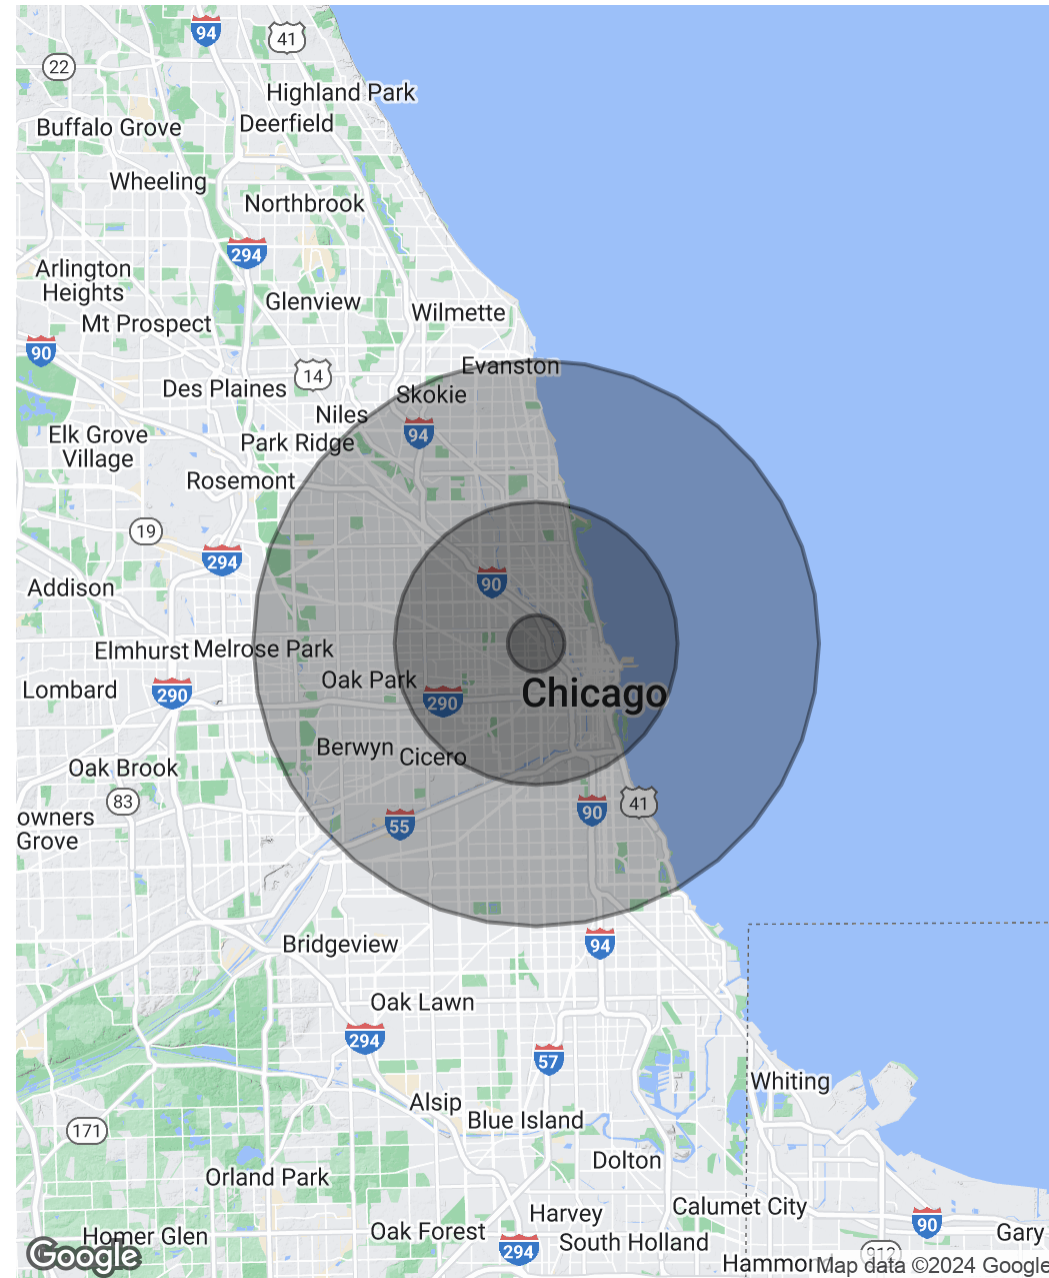 94
41
22
Highland Park
Deerfield
Buffalo Grove
Wheeling
Northbrook
294
Arlington
Heights
Glenview
Wilmette
Mt Prospect
90
Evanston
14
Des Plaines
Skokie
Niles
94
Elk Grove
Village
Park Ridge
Rosemont
19
294
90
Addison
Elmhurst
Melrose Park
Oak Park
Lombard
290
290
Chicago
Berwyn
Cicero
Oak Brook
83
41
90
owners
Grove
55
Bridgeview
94
Oak Lawn
294
57
Whiting
Alsip
Blue Island
171
Dolton
Orland Park
Calumet City
Harvey
90
Oak Forest
Gary
Homer Glen
South Holland
294
912
Google
Hammon
Map data ©2024 Google